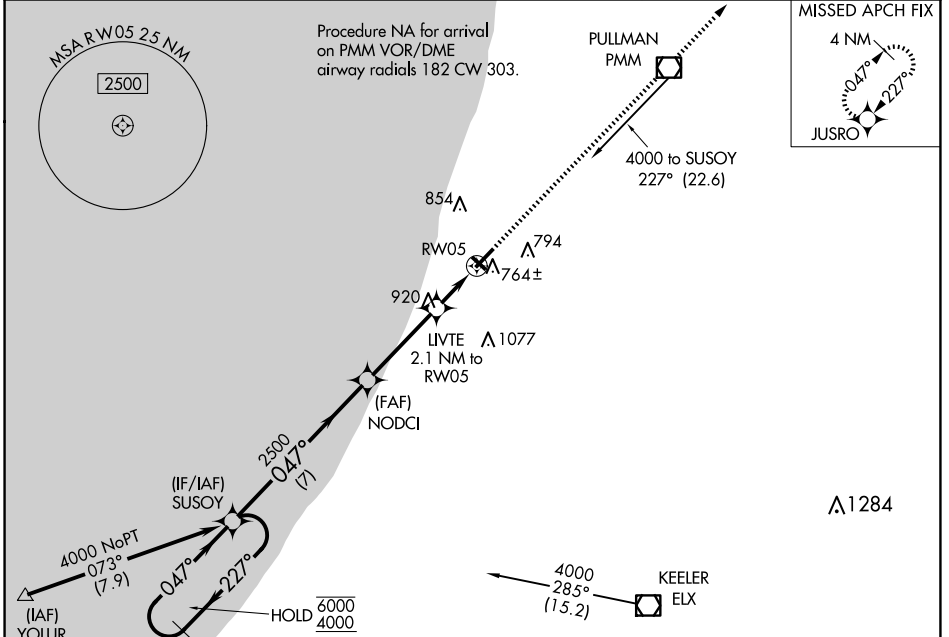 MSA RW05 25 NM
2500
Procedure NA for arrival
on PMM VOR/DME
airway radials 182 CW 303.
PULLMAN
PMM
MISSED APCH FIX
4 NM
047°
227°
JUSRO
4000 to SUSOY
227° (22.6)
854
RW05
794
764±
920
LIVTE
2.1 NM to
RW05
1077
(FAF)
NODCI
2500
047°
(7)
(IF/IAF)
SUSOY
1284
4000 NoPT
073°
(7.9)
047°
227°
(IAF)
HOLD
6000
4000
4000
285°
(15.2)
KEELER
ELX